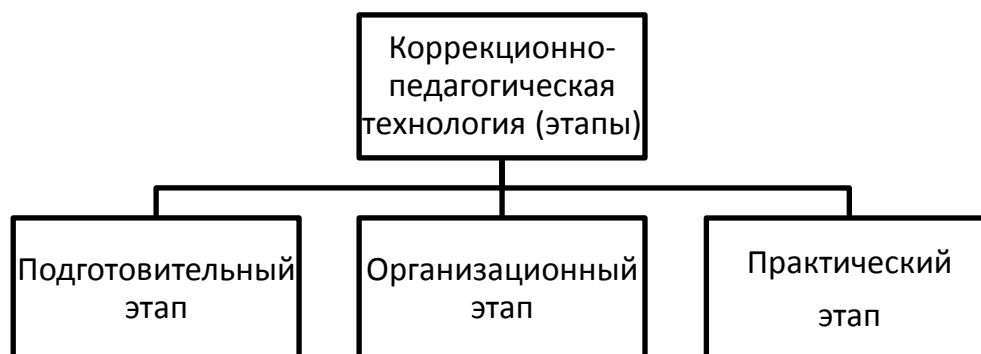 Коррекционно-
педагогическая
технология (этапы)
Подготовительный
этап
Организационный
этап
Практический
этап